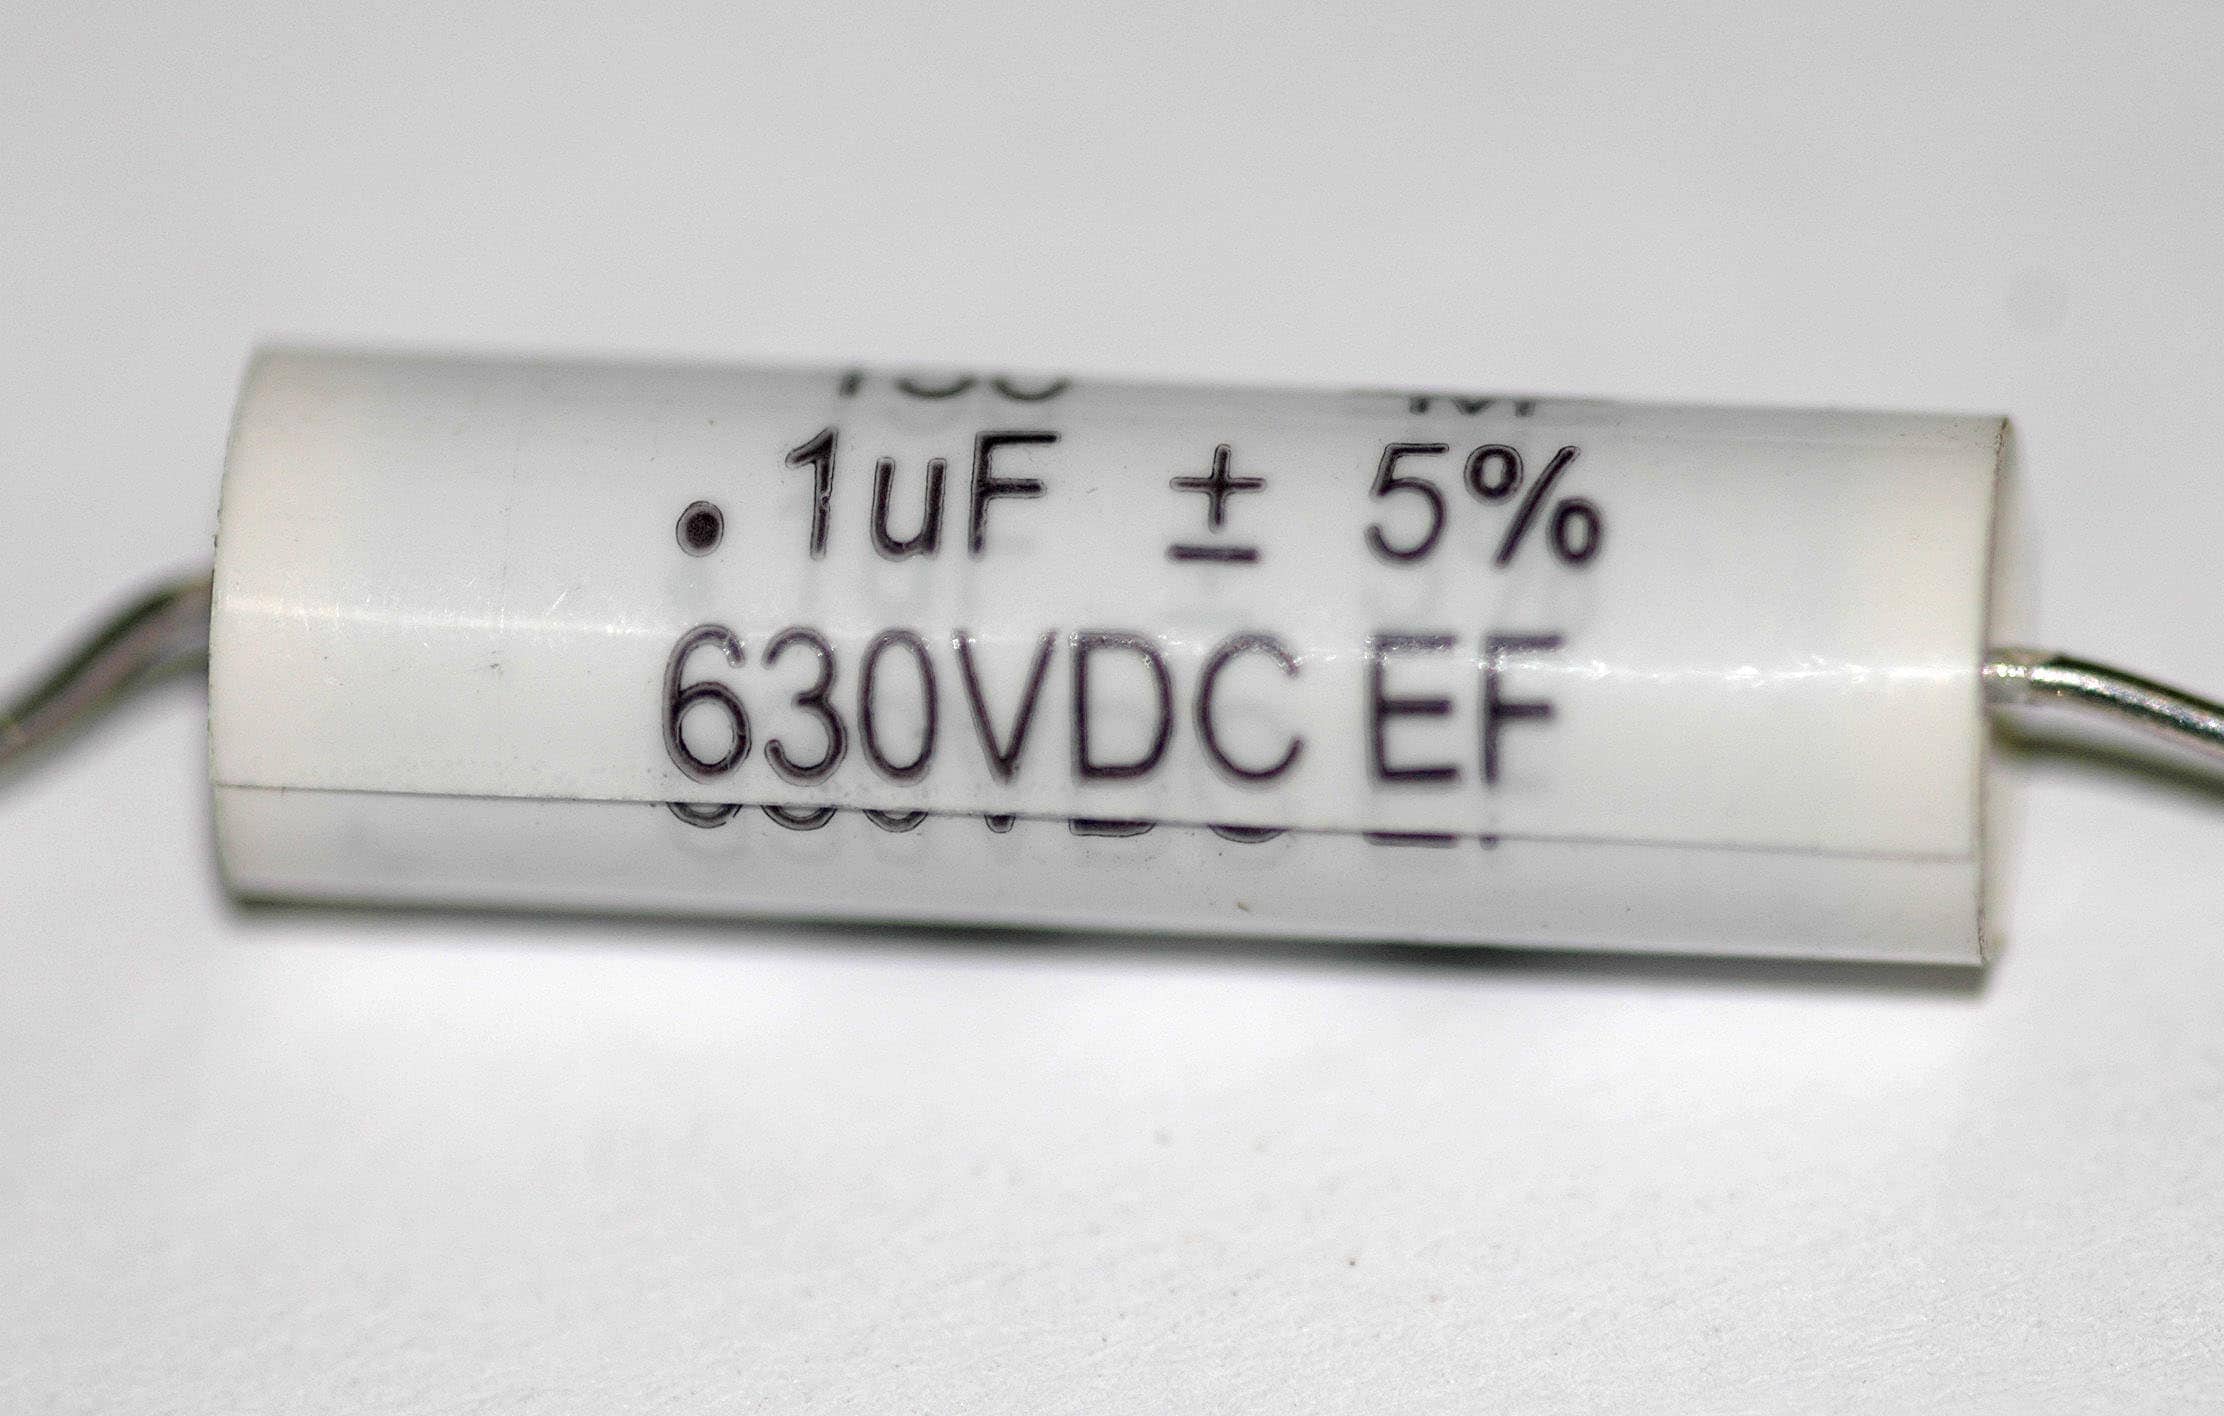 .1uF ± 5%
630VDC EF